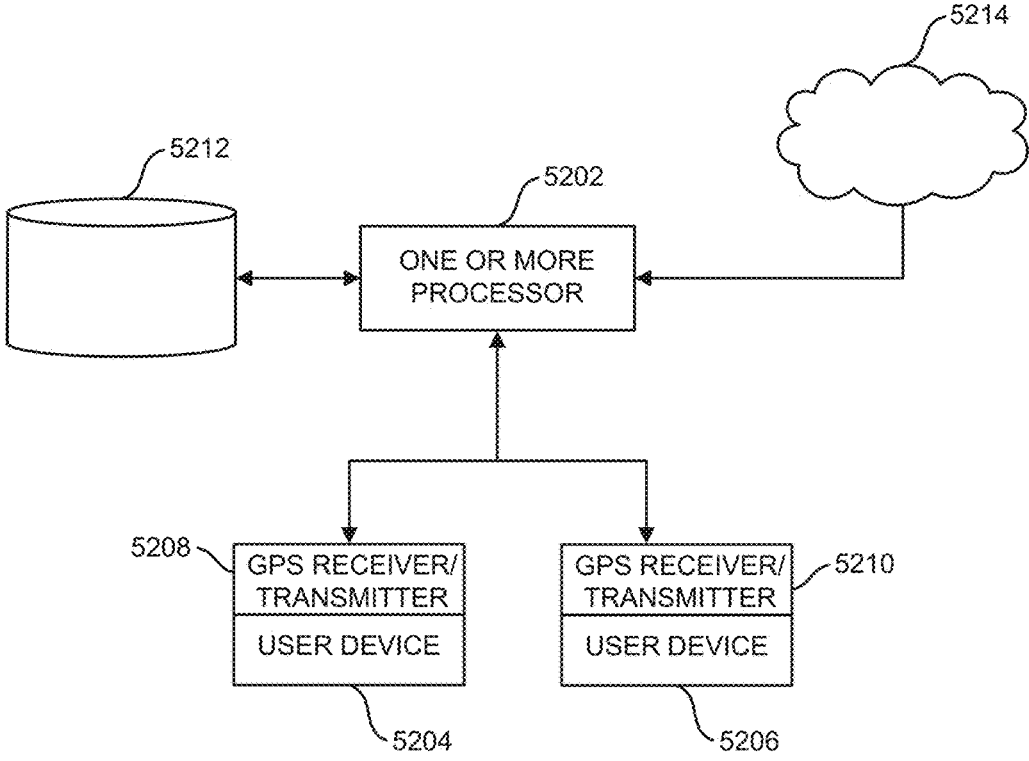 5214
5212
5202
ONE OR MORE
PROCESSOR
5208
GPS RECEIVER/
TRANSMITTER
USER DEVICE
5204
GPS RECEIVER/
TRANSMITTER
5210
USER DEVICE
5206